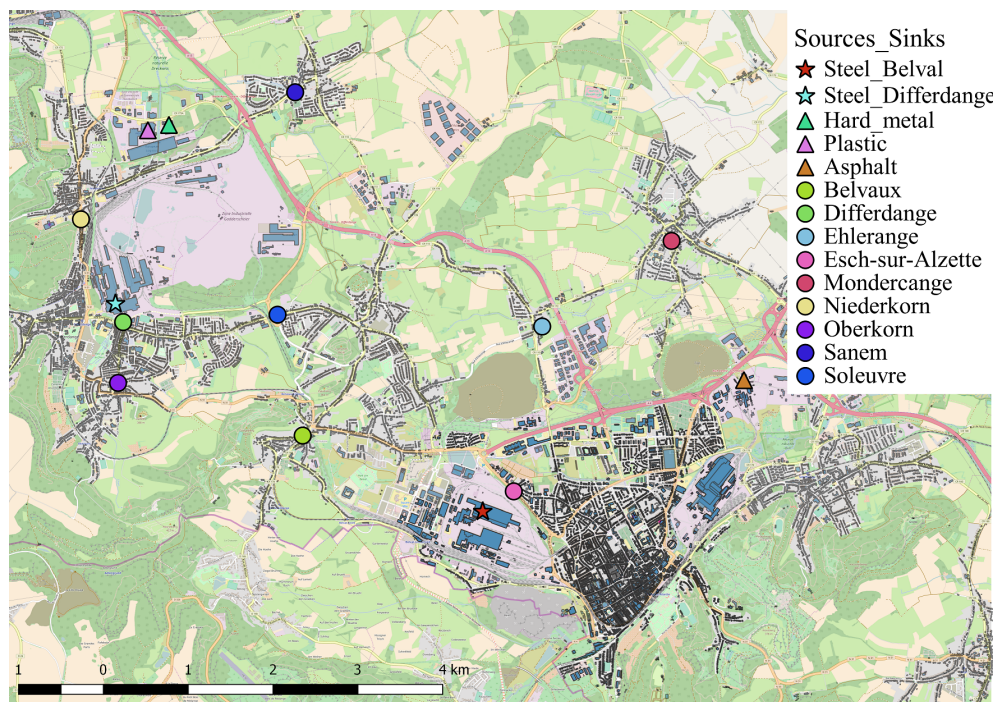 Sources_Sinks
Steel_Belval
Steel_Differdange
Hard_metal
Plastic
Asphalt
Belvaux
Differdange
Ehlerange
Esch-sur-Alzette
Mondercange
Niederkorn
Oberkorn
Sanem
Soleuvre
1 0 1 2 3 4 km